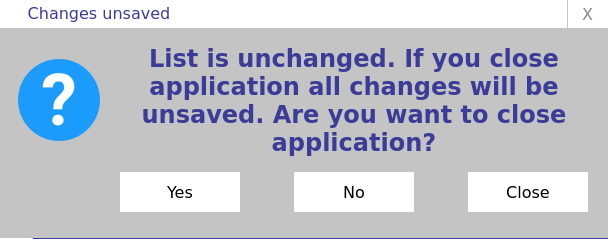 Changes unsaved
X
List is unchanged. If you close
application all changes will be
unsaved. Are you want to close
application?
Yes
No
Close